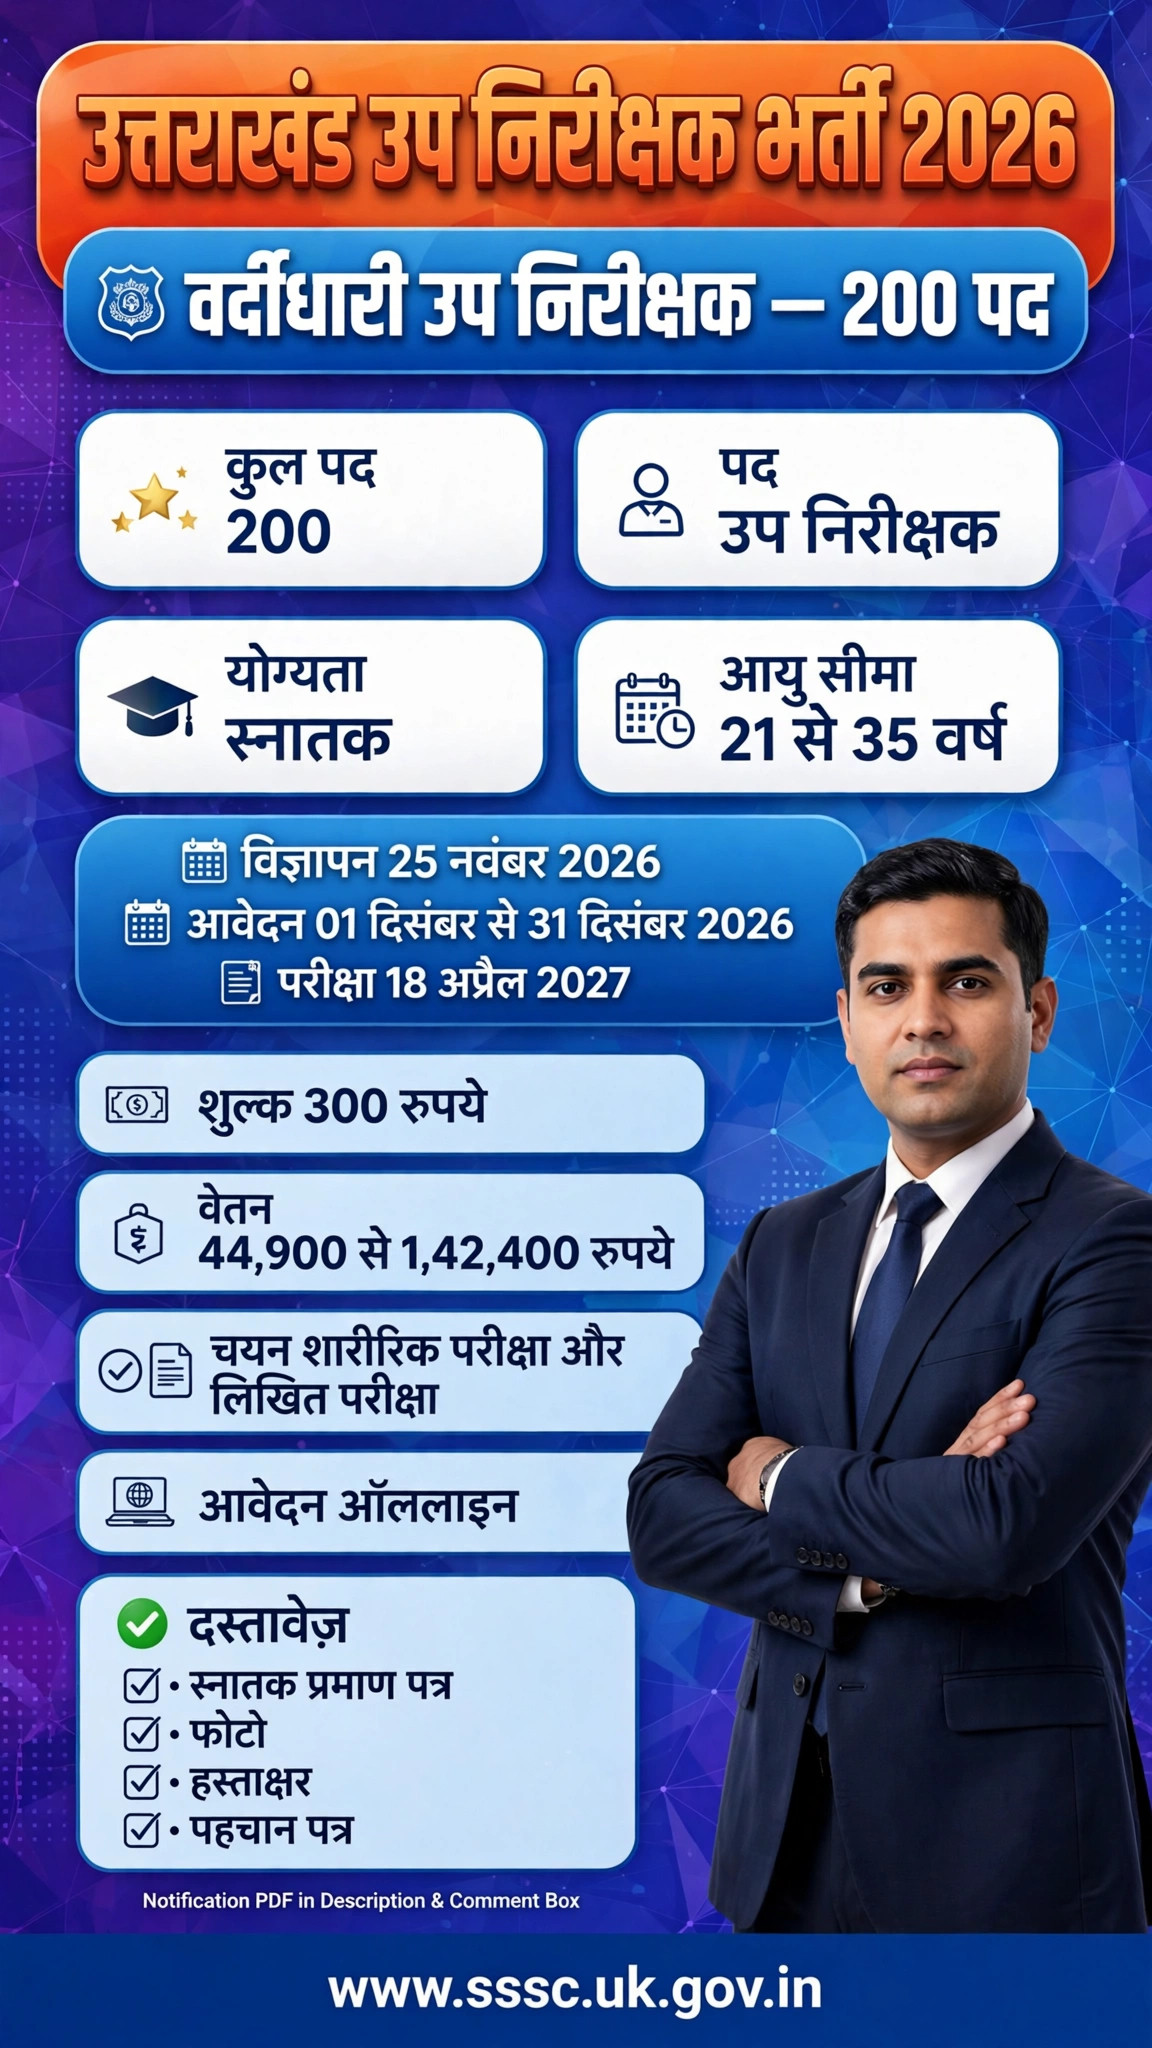 उत्तराखंड उप निरीक्षक भर्ती 2026
वर्दीधारी उप निरीक्षक – 200 पद
कुल पद
200
पद
उप निरीक्षक
योग्यता
स्नातक
आयु सीमा
21 से 35 वर्ष
विज्ञापन 25 नवंबर 2026
आवेदन 01 दिसंबर से 31 दिसंबर 2026
परीक्षा 18 अप्रैल 2027
शुल्क 300 रुपये
वेतन
44,900 से 1,42,400 रुपये
चयन शारीरिक परीक्षा और
लिखित परीक्षा
आवेदन ऑललाइन
दस्तावेज़
• स्नातक प्रमाण पत्र
• फोटो
• हस्ताक्षर
• पहचान पत्र
Notification PDF in Description & Comment Box
www.sssc.uk.gov.in